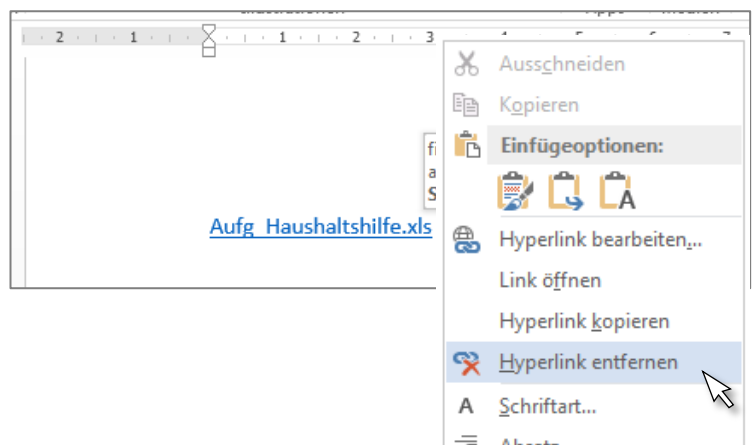 2 1 1 2 3
Ausschneiden
Kopieren
Einfügeoptionen:
Aufg_Haushaltshilfe.xls
Hyperlink bearbeiten...
Link öffnen
Hyperlink kopieren
Hyperlink entfernen
A Schriftart...